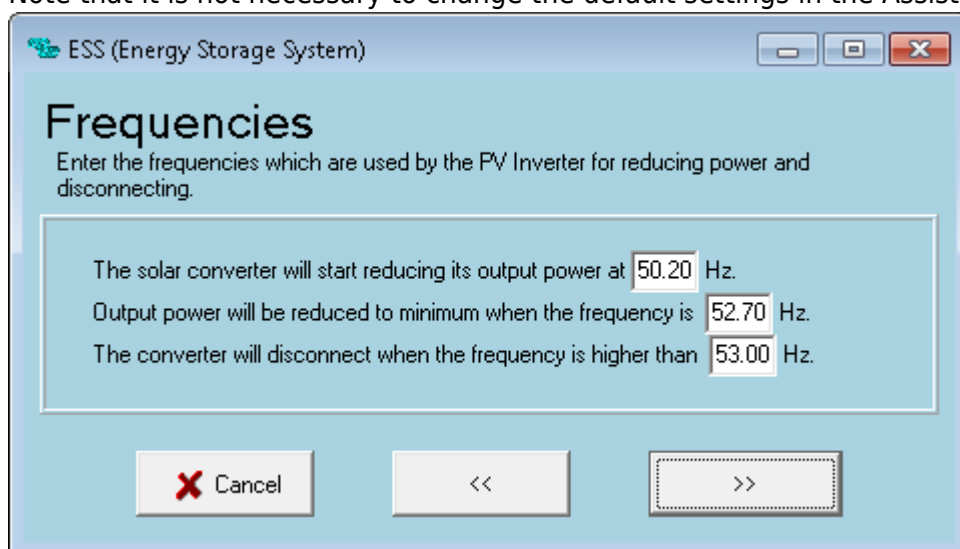 Note that it is not necessary to change the default settings in the Assist
ESS (Energy Storage System)
Frequencies
Enter the frequencies which are used by the PV Inverter for reducing power and
disconnecting.
The solar converter will start reducing its output power at 50.20 Hz.
Output power will be reduced to minimum when the frequency is 52.70 Hz.
The converter will disconnect when the frequency is higher than 53.00 Hz.
Cancel << >>